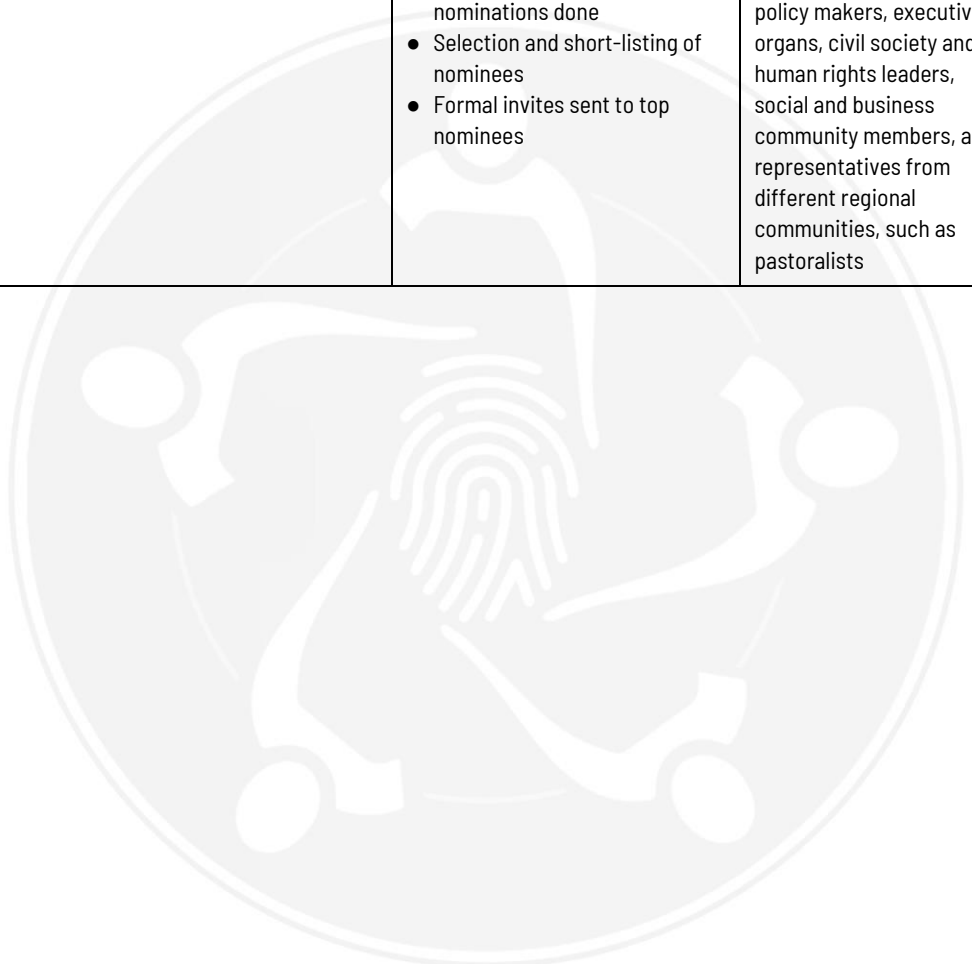 nominations done
● Selection and short-listing of
nominees
● Formal invites sent to top
nominees
policy makers, executiv
organs, civil society and
human rights leaders,
social and business
community members, a
representatives from
different regional
communities, such as
pastoralists